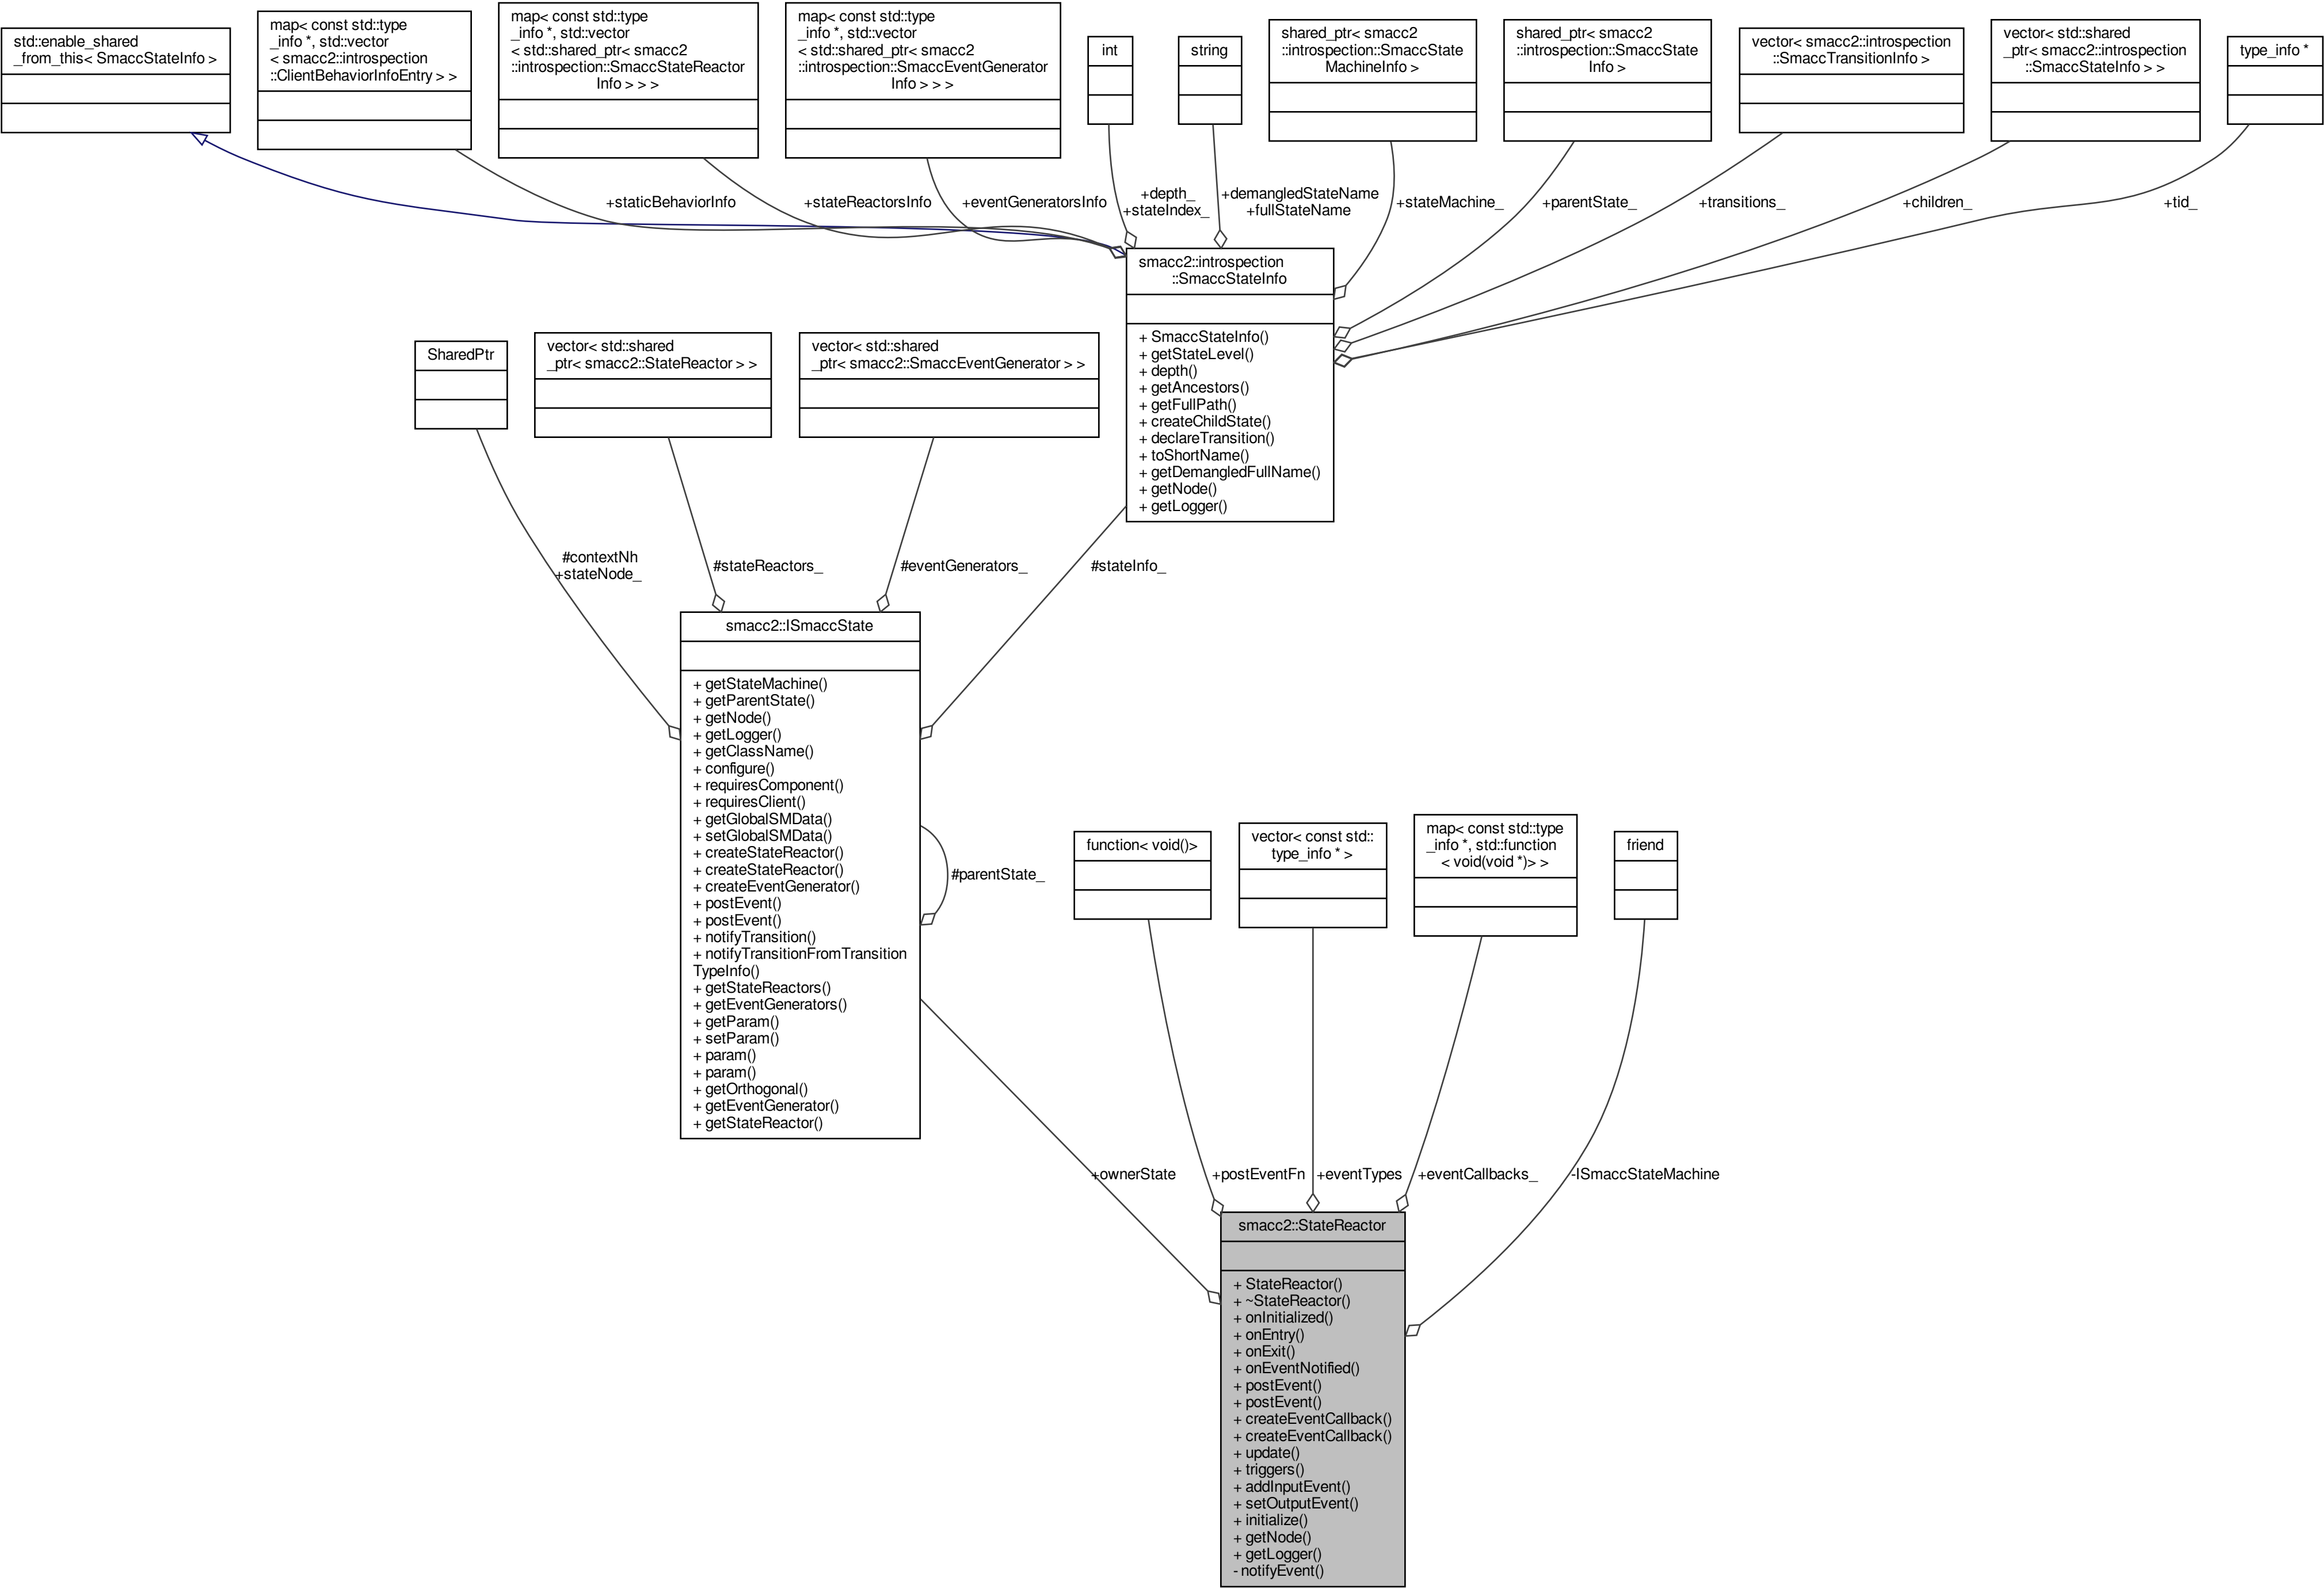 std::enable_shared
_from_this< SmaccStateInfo >
map< const std::type
_info *, std::vector
< smacc2::introspection
::ClientBehaviorInfoEntry > >
map< const std::type
_info *, std::vector
< std::shared_ptr< smacc2
::introspection::SmaccStateReactor
Info > > >
map< const std::type
_info *, std::vector
< std::shared_ptr< smacc2
::introspection::SmaccEventGenerator
Info > > >
int
string
shared_ptr< smacc2
::introspection::SmaccState
MachineInfo >
shared_ptr< smacc2
::introspection::SmaccState
Info >
vector< smacc2::introspection
::SmaccTransitionInfo >
vector< std::shared
_ptr< smacc2::introspection
::SmaccStateInfo > >
type_info *
+staticBehaviorInfo
+stateReactorsInfo
+eventGeneratorsInfo
+depth_
+stateIndex_
+demangledStateName
+fullStateName
+stateMachine_
+parentState_
+transitions_
+children_
+tid_
smacc2::introspection
::SmaccStateInfo
+ SmaccStateInfo()
+ getStateLevel()
+ depth()
+ getAncestors()
+ getFullPath()
+ createChildState()
+ declareTransition()
+ toShortName()
+ getDemangledFullName()
+ getNode()
+ getLogger()
SharedPtr
vector< std::shared
_ptr< smacc2::StateReactor > >
vector< std::shared
_ptr< smacc2::SmaccEventGenerator > >
#contextNh
+stateNode_
#stateReactors_
#eventGenerators_
#stateInfo_
smacc2::ISmaccState
+ getStateMachine()
+ getParentState()
+ getNode()
+ getLogger()
+ getClassName()
+ configure()
+ requiresComponent()
+ requiresClient()
+ getGlobalSMData()
+ setGlobalSMData()
+ createStateReactor()
+ createStateReactor()
+ createEventGenerator()
+ postEvent()
+ postEvent()
+ notifyTransition()
+ notifyTransitionFromTransition
TypeInfo()
+ getStateReactors()
+ getEventGenerators()
+ getParam()
+ setParam()
+ param()
+ param()
+ getOrthogonal()
+ getEventGenerator()
+ getStateReactor()
#parentState_
function< void()>
vector< const std::
type_info * >
map< const std::type
_info *, std::function
< void(void *)> >
friend
+ownerState
+postEventFn
+eventTypes
+eventCallbacks_
-ISmaccStateMachine
smacc2::StateReactor
+ StateReactor()
+ ~StateReactor()
+ onInitialized()
+ onEntry()
+ onExit()
+ onEventNotified()
+ postEvent()
+ postEvent()
+ createEventCallback()
+ createEventCallback()
+ update()
+ triggers()
+ addInputEvent()
+ setOutputEvent()
+ initialize()
+ getNode()
+ getLogger()
- notifyEvent()